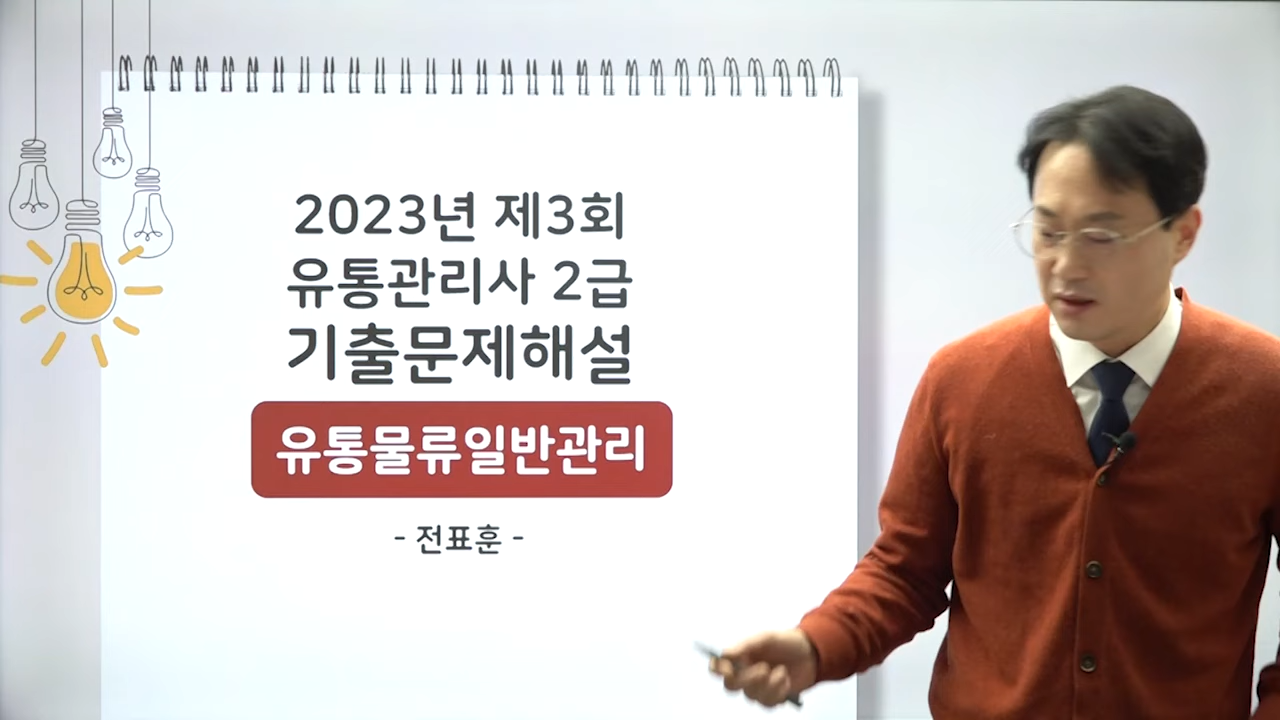 2023년 제3회
유통관리사 2급
기출문제해설
유통물류일반관리
- 전표훈 -